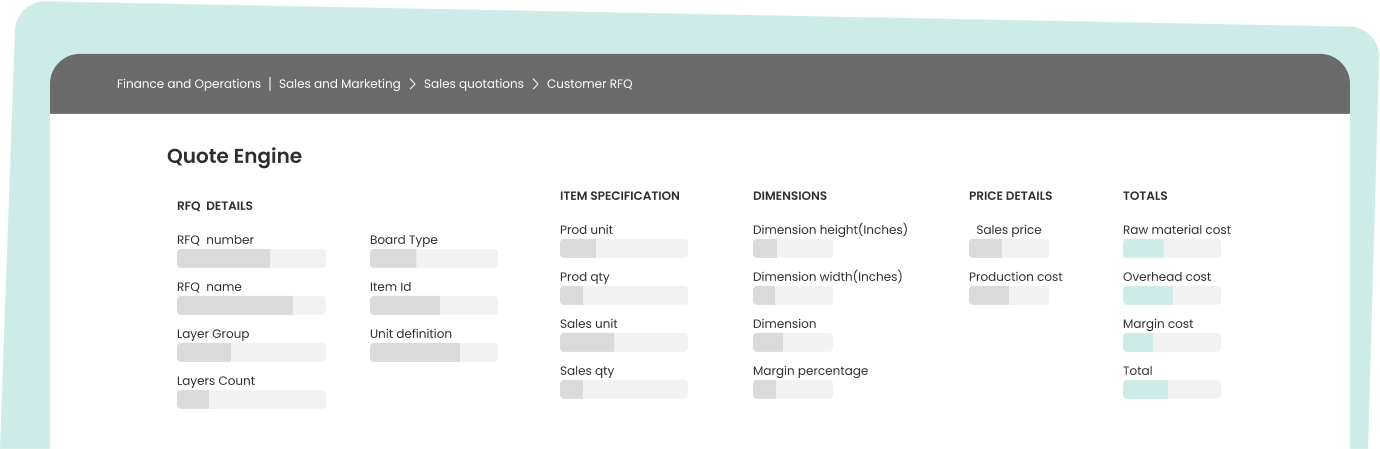 Finance and Operations | Sales and Marketing > Sales quotations > Customer RFQ
Quote Engine
RFQ DETAILS
RFQ number
RFQ name
Layer Group
Layers Count
Board Type
Item Id
Unit definition
ITEM SPECIFICATION
Prod unit
Prod qty
Sales unit
Sales qty
DIMENSIONS
Dimension height(Inches)
Dimension width(Inches)
Dimension
Margin percentage
PRICE DETAILS
Sales price
Production cost
TOTALS
Raw material cost
Overhead cost
Margin cost
Total